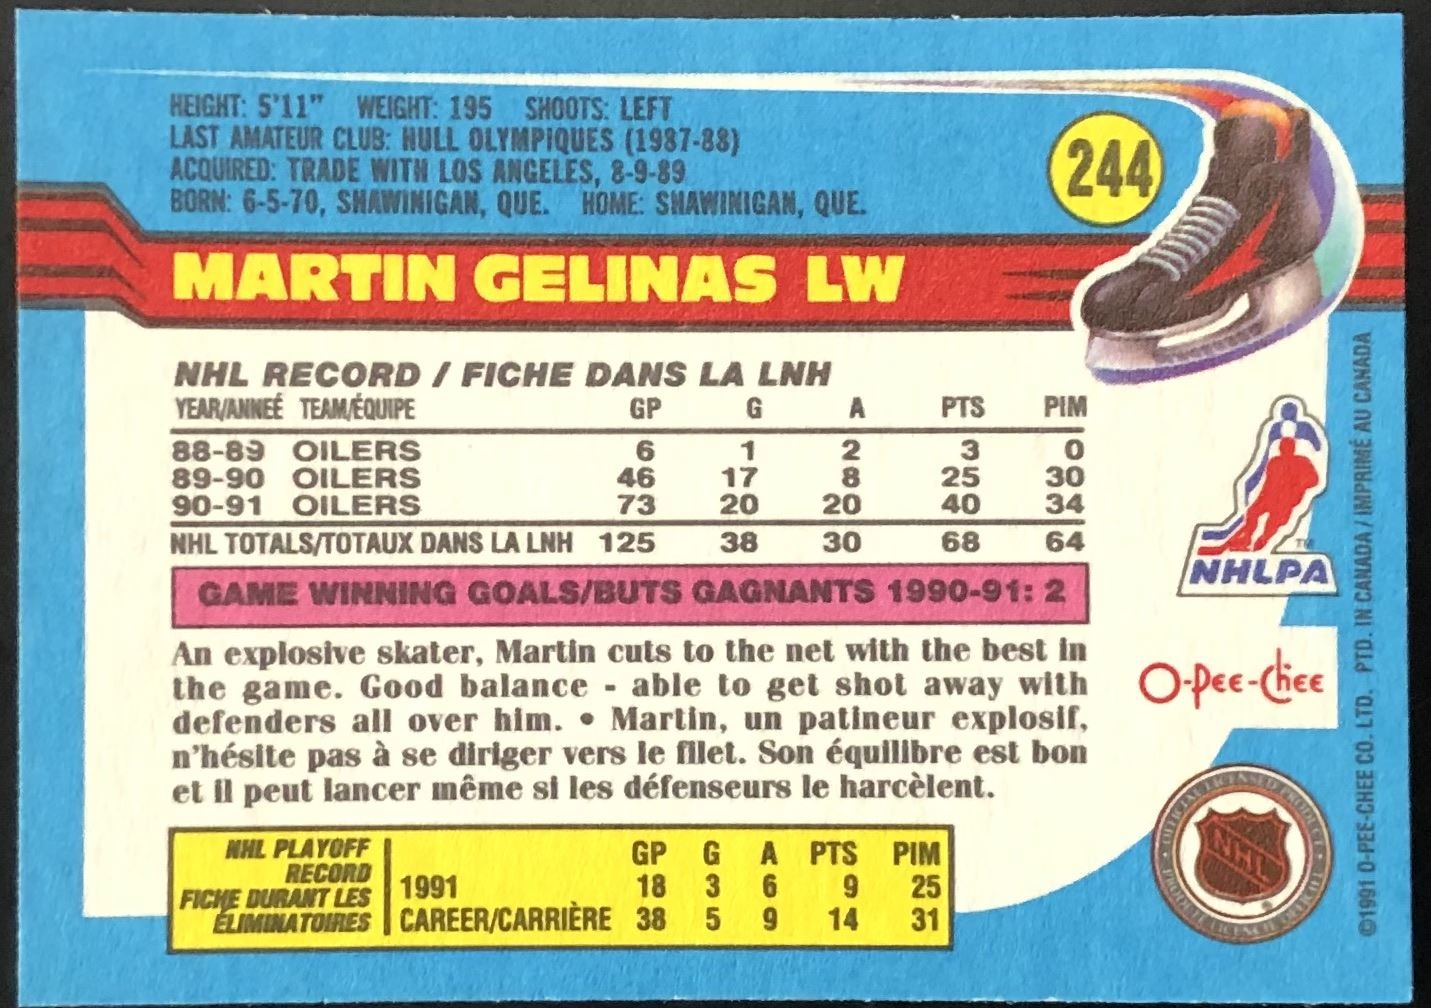 HEIGHT: 5'11" WEIGHT: 195 SHOOTS: LEFT
LAST AMATEUR CLUB: HULL OLYMPIQUES (1987-88)
ACQUIRED: TRADE WITH LOS ANGELES, 8-9-89
BORN: 6-5-70, SHAWINIGAN, QUE. HOME: SHAWINIGAN, QUE.
244
MARTIN GELINAS LW
NHL RECORD / FICHE DANS LA LNH
YEAR/ANNEÉ TEAM/ÉQUIPE GP G A PTS PIM
88-89 OILERS 6 1 2 3 0
89-90 OILERS 46 17 8 25 30
90-91 OILERS 73 20 20 40 34
NHL TOTALS/TOTAUX DANS LA LNH 125 38 30 68 64
GAME WINNING GOALS/BUTS GAGNANTS 1990-91: 2
An explosive skater, Martin cuts to the net with the best in
the game. Good balance - able to get shot away with
defenders all over him. • Martin, un patineur explosif,
n'hésite pas à se diriger vers le filet. Son équilibre est bon
et il peut lancer même si les défenseurs le harcèlent.
NHL PLAYOFF
RECORD
FICHE DURANT LES
ÉLIMINATOIRES
GP G A PTS PIM
1991 18 3 6 9 25
CAREER/CARRIÈRE 38 5 9 14 31
TM
NHLPA
O-Pee-Chee
OFFICIAL LICENSED PRODUCT
NHL
®
PRODUIT LICENCIÉ OFFICIEL
©1991 O-PEE-CHEE CO. LTD. PTD. IN CANADA / IMPRIMÉ AU CANADA